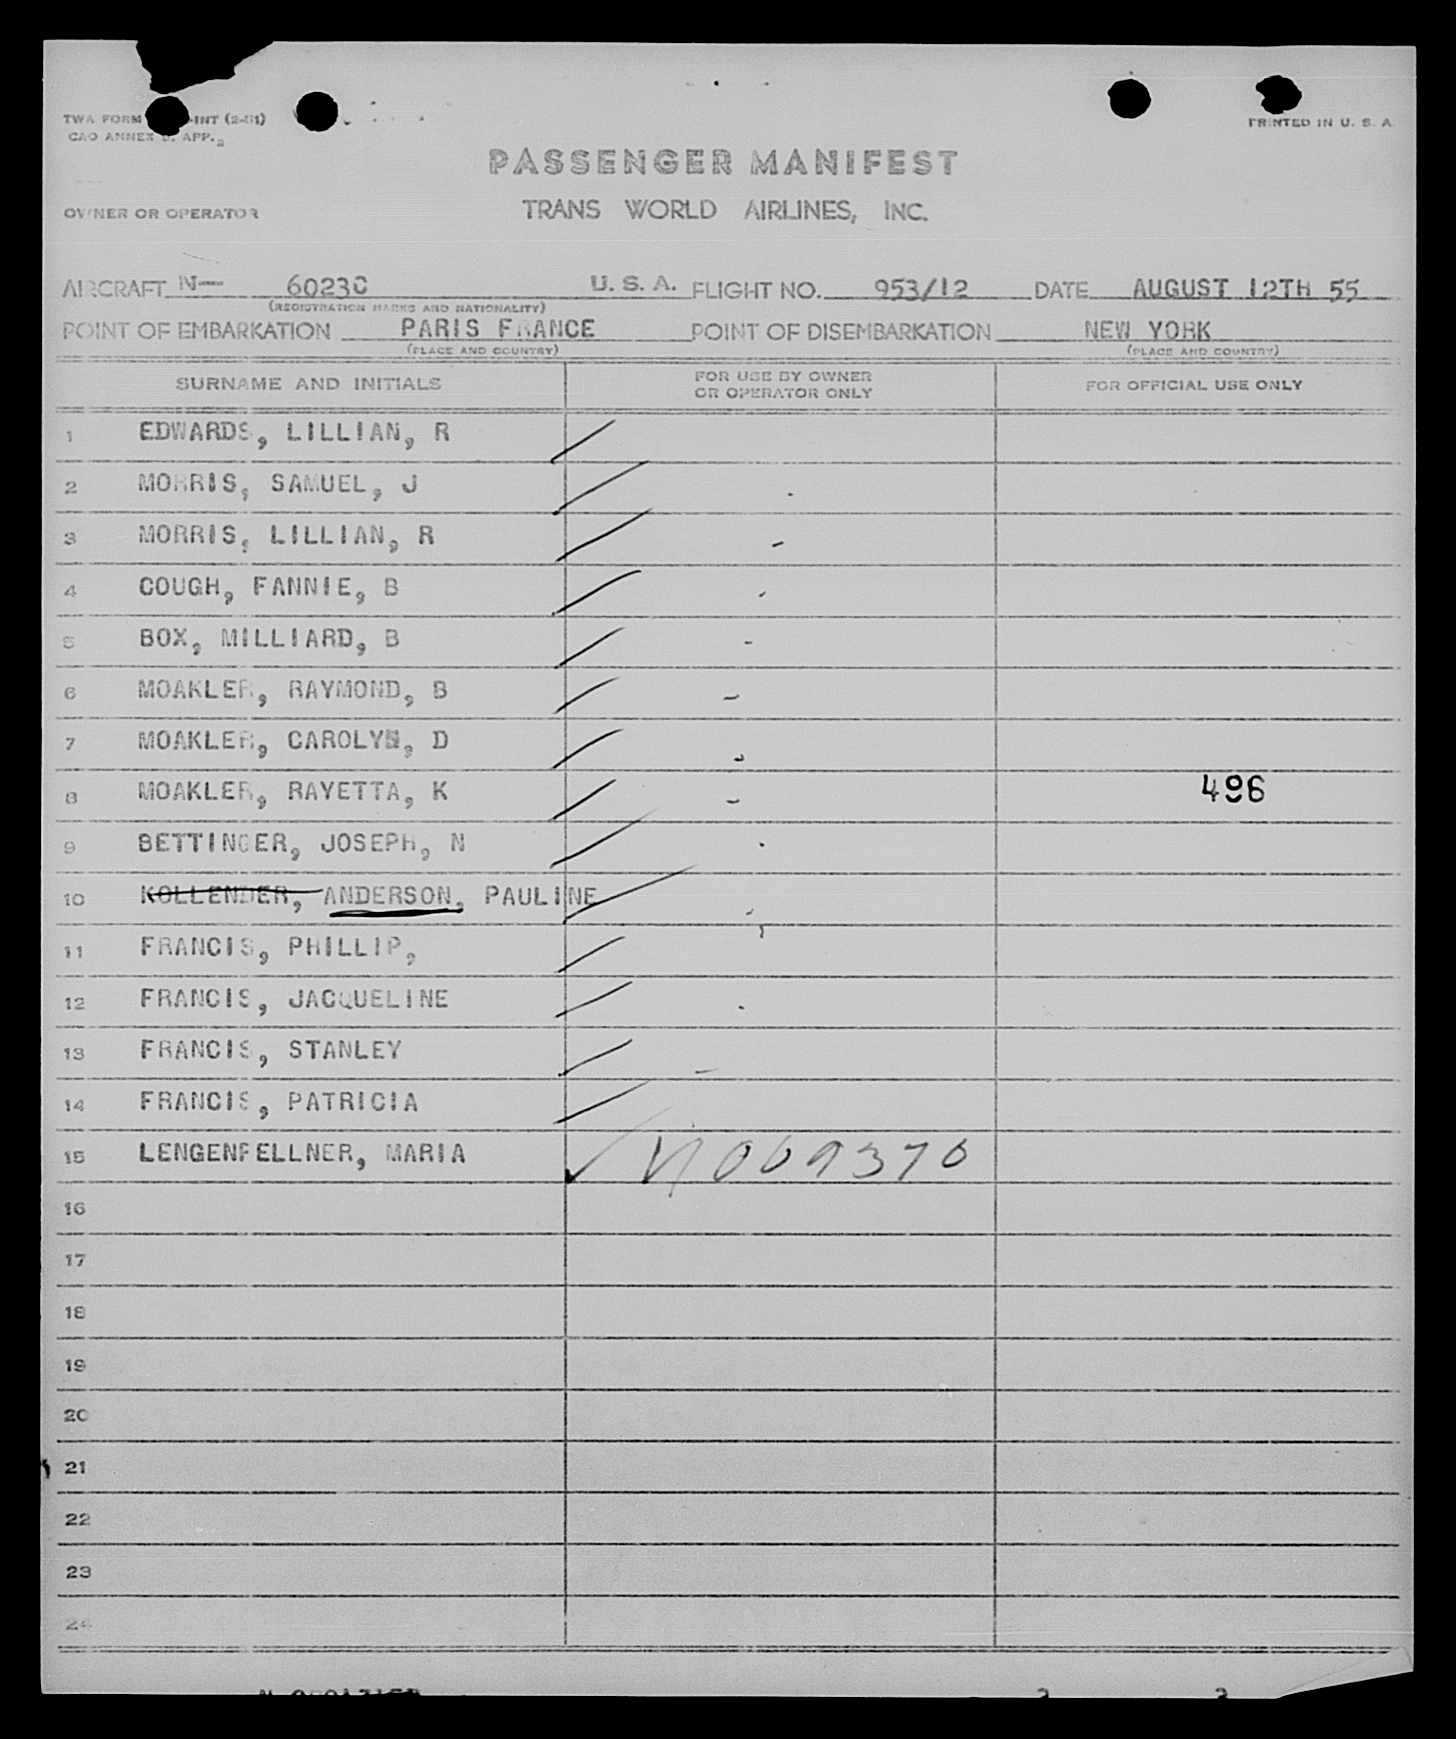 TWA FORM -INT (2-51)
CAO ANNEX 9, APP. 2
PRINTED IN U. S. A.
PASSENGER MANIFEST
OWNER OR OPERATOR TRANS WORLD AIRLINES, INC.
AIRCRAFT N— 6023C U. S. A. FLIGHT NO. 953/12 DATE AUGUST 12TH 55
(REGISTRATION MARKS AND NATIONALITY)
POINT OF EMBARKATION PARIS FRANCE POINT OF DISEMBARKATION NEW YORK
(PLACE AND COUNTRY) (PLACE AND COUNTRY)
SURNAME AND INITIALS FOR USE BY OWNER OR OPERATOR ONLY FOR OFFICIAL USE ONLY
1 EDWARDS, LILLIAN, R
2 MORRIS, SAMUEL, J
3 MORRIS, LILLIAN, R
4 COUGH, FANNIE, B
5 BOX, MILLIARD, B
6 MOAKLER, RAYMOND, B
7 MOAKLER, CAROLYN, D
8 MOAKLER, RAYETTA, K 496
9 BETTINGER, JOSEPH, N
10 KOLLENDER, ANDERSON, PAULINE
11 FRANCIS, PHILLIP,
12 FRANCIS, JACQUELINE
13 FRANCIS, STANLEY
14 FRANCIS, PATRICIA
15 LENGENFELLNER, MARIA
16
17
18
19
20
21
22
23
24